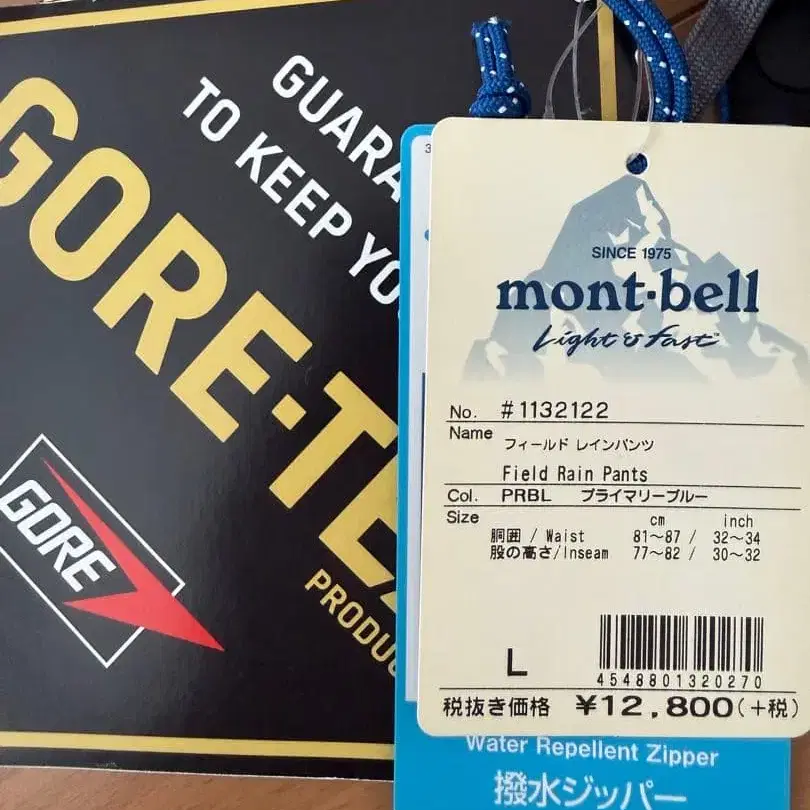 GUARA
TO KEEP YO
GORE-TE
GORE
PRODUC
SINCE 1975
mont-bell
Light & Fast™
No. #1132122
Name フィールド レインパンツ
Field Rain Pants
Col. PRBL プライマリーブルー
Size cm inch
胴囲 / Waist 81~87 / 32~34
股の高さ/Inseam 77~82 / 30~32
L
4548801320270
税抜き価格 ¥12,800(+税)
Water Repellent Zipper
撥水ジッパー